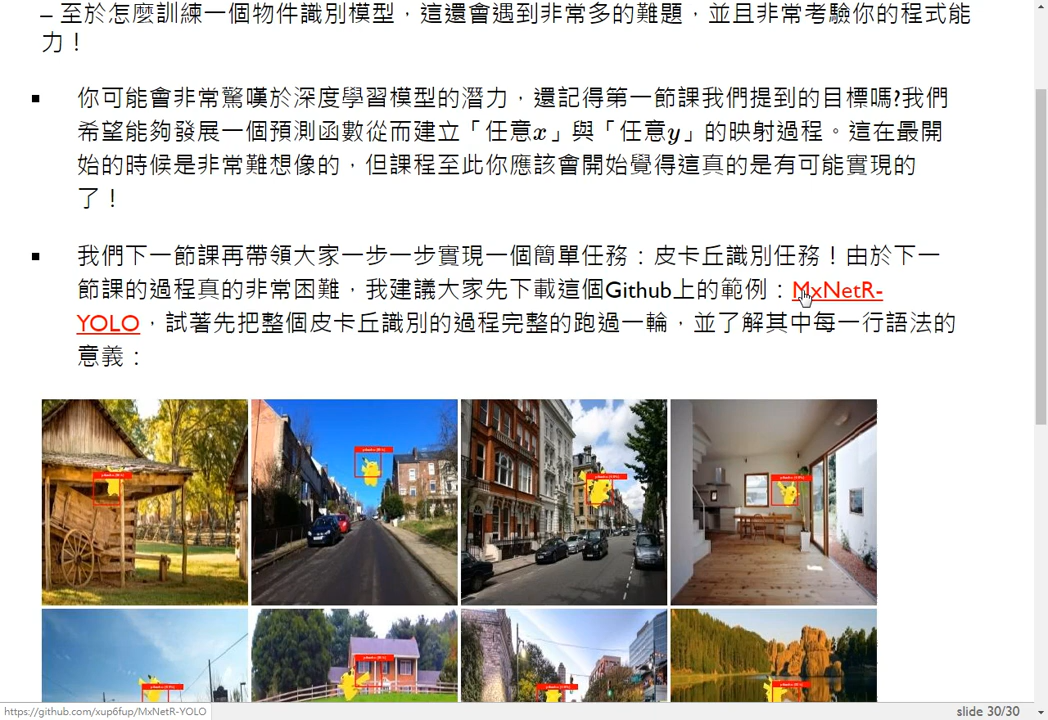 – 至於怎麼訓練一個物件識別模型，這還會遇到非常多的難題，並且非常考驗你的程式能
力！
▪ 你可能會非常驚嘆於深度學習模型的潛力，還記得第一節課我們提到的目標嗎?我們
希望能夠發展一個預測函數從而建立「任意x」與「任意y」的映射過程。這在最開
始的時候是非常難想像的，但課程至此你應該會開始覺得這真的是有可能實現的
了！
▪ 我們下一節課再帶領大家一步一步實現一個簡單任務：皮卡丘識別任務！由於下一
節課的過程真的非常困難，我建議大家先下載這個Github上的範例：MxNetR-
YOLO，試著先把整個皮卡丘識別的過程完整的跑過一輪，並了解其中每一行語法的
意義：
https://github.com/xup6fup/MxNetR-YOLO
slide 30/30